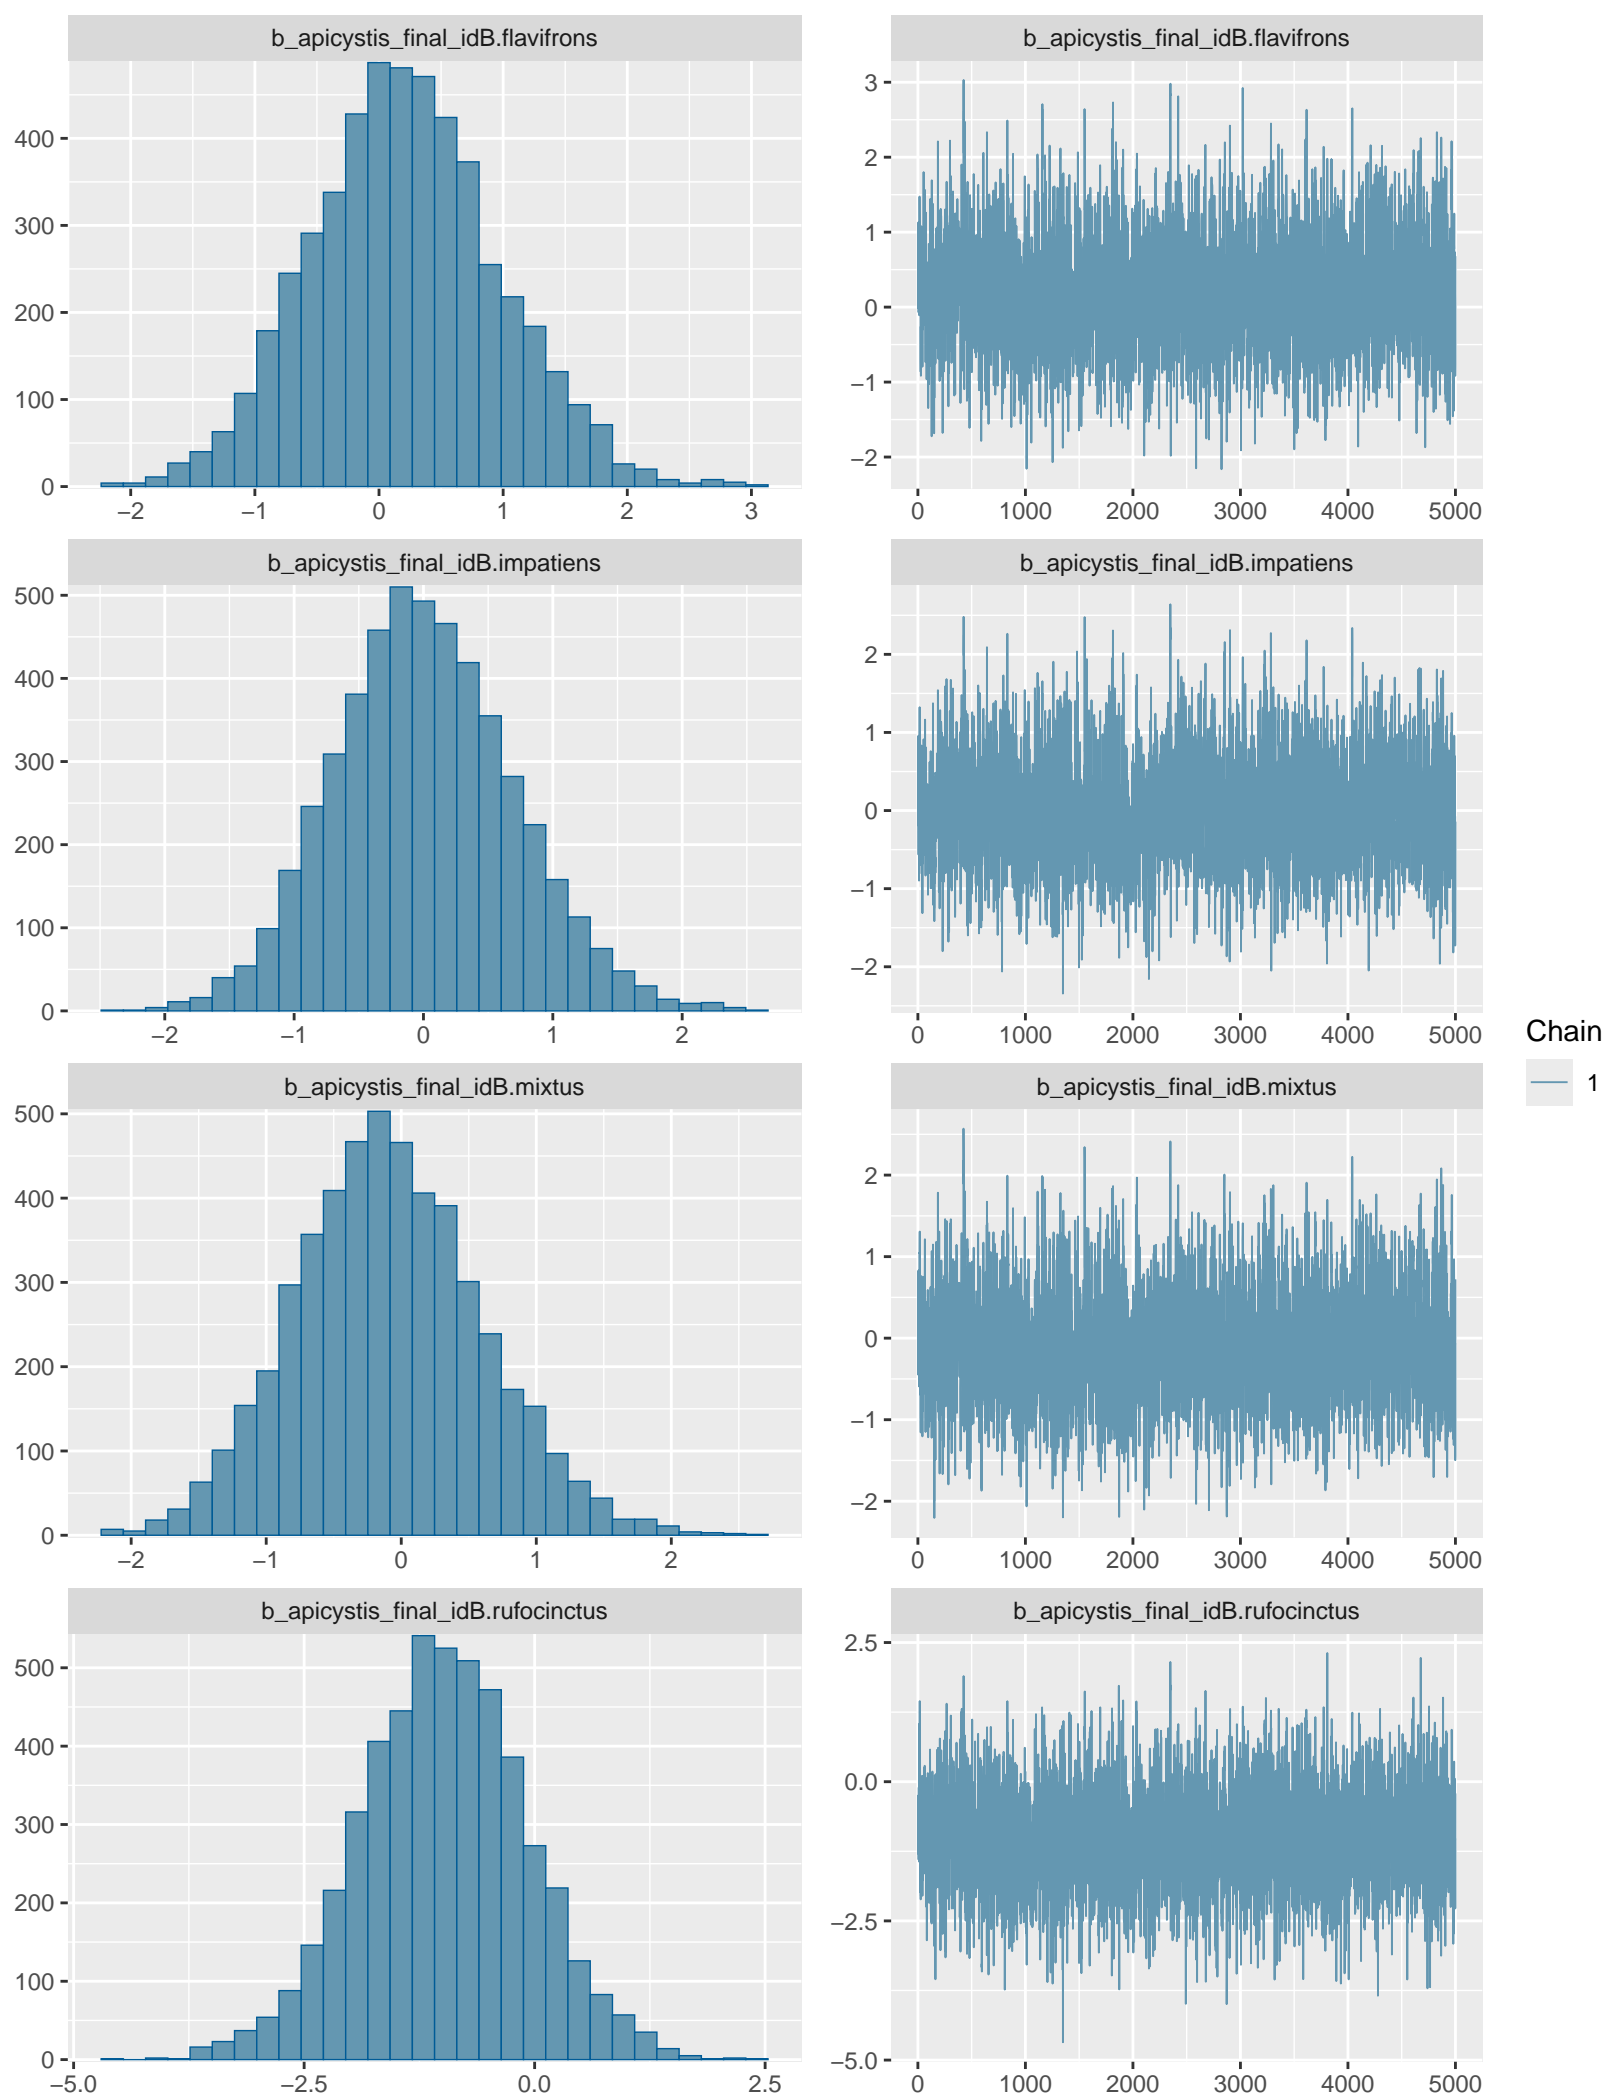 b_apicystis_final_idB.flavifrons
b_apicystis_final_idB.flavifrons
400
300
200
100
0
−2 −1 0 1 2 3
3
2
1
0
−1
−2
0 1000 2000 3000 4000 5000
b_apicystis_final_idB.impatiens
b_apicystis_final_idB.impatiens
500
400
300
200
100
0
−2 −1 0 1 2
2
1
0
−1
−2
0 1000 2000 3000 4000 5000
b_apicystis_final_idB.mixtus
b_apicystis_final_idB.mixtus
500
400
300
200
100
0
−2 −1 0 1 2
2
1
0
−1
−2
0 1000 2000 3000 4000 5000
b_apicystis_final_idB.rufocinctus
b_apicystis_final_idB.rufocinctus
500
400
300
200
100
0
−5.0 −2.5 0.0 2.5
2.5
0.0
−2.5
−5.0
0 1000 2000 3000 4000 5000
Chain
1